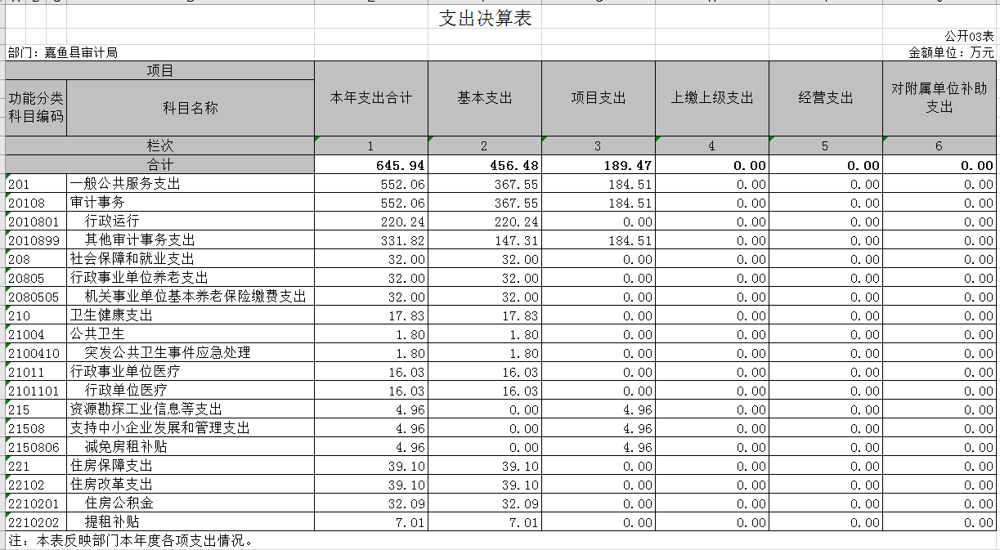 支出决算表
公开03表
部门：嘉鱼县审计局 金额单位：万元
项目 本年支出合计 基本支出 项目支出 上缴上级支出 经营支出 对附属单位补助支出
功能分类科目编码 科目名称
栏次 1 2 3 4 5 6
合计 645.94 456.48 189.47 0.00 0.00 0.00
201 一般公共服务支出 552.06 367.55 184.51 0.00 0.00 0.00
20108 审计事务 552.06 367.55 184.51 0.00 0.00 0.00
2010801 行政运行 220.24 220.24 0.00 0.00 0.00 0.00
2010899 其他审计事务支出 331.82 147.31 184.51 0.00 0.00 0.00
208 社会保障和就业支出 32.00 32.00 0.00 0.00 0.00 0.00
20805 行政事业单位养老支出 32.00 32.00 0.00 0.00 0.00 0.00
2080505 机关事业单位基本养老保险缴费支出 32.00 32.00 0.00 0.00 0.00 0.00
210 卫生健康支出 17.83 17.83 0.00 0.00 0.00 0.00
21004 公共卫生 1.80 1.80 0.00 0.00 0.00 0.00
2100410 突发公共卫生事件应急处理 1.80 1.80 0.00 0.00 0.00 0.00
21011 行政事业单位医疗 16.03 16.03 0.00 0.00 0.00 0.00
2101101 行政单位医疗 16.03 16.03 0.00 0.00 0.00 0.00
215 资源勘探工业信息等支出 4.96 0.00 4.96 0.00 0.00 0.00
21508 支持中小企业发展和管理支出 4.96 0.00 4.96 0.00 0.00 0.00
2150806 减免房租补贴 4.96 0.00 4.96 0.00 0.00 0.00
221 住房保障支出 39.10 39.10 0.00 0.00 0.00 0.00
22102 住房改革支出 39.10 39.10 0.00 0.00 0.00 0.00
2210201 住房公积金 32.09 32.09 0.00 0.00 0.00 0.00
2210202 提租补贴 7.01 7.01 0.00 0.00 0.00 0.00
注：本表反映部门本年度各项支出情况。